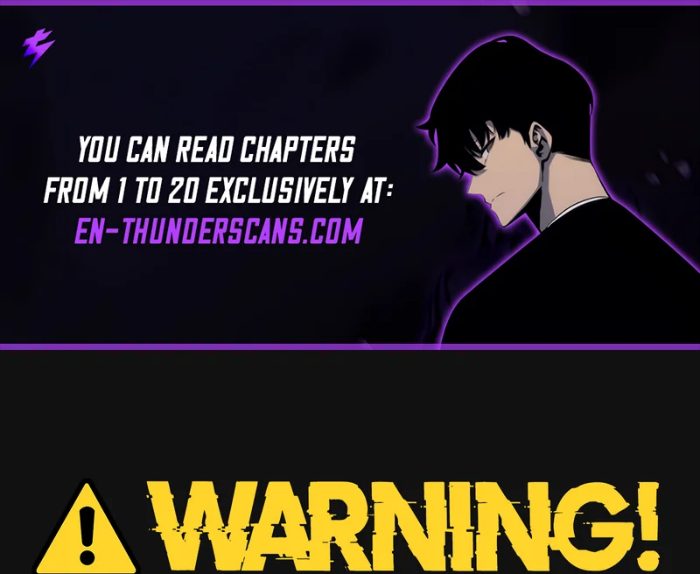 YOU CAN READ CHAPTERS
FROM 1 TO 20 EXCLUSIVELY AT:
EN-THUNDERSCANS.COM
WARNING!